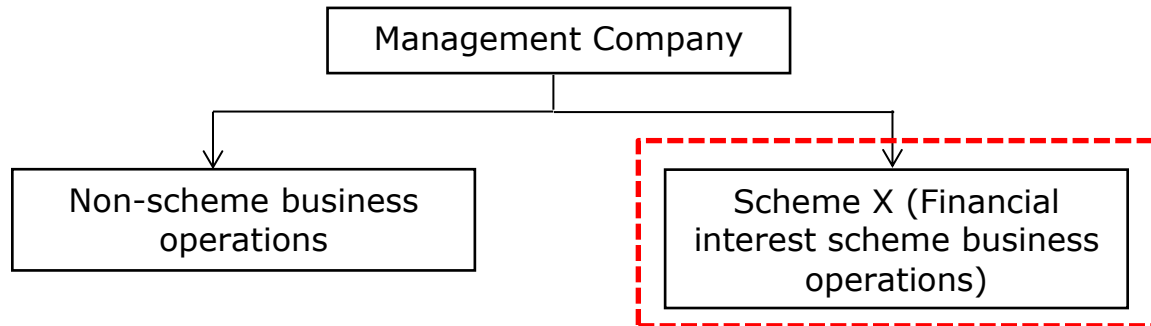 Management Company
Non-scheme business
operations
Scheme X (Financial
interest scheme business
operations)